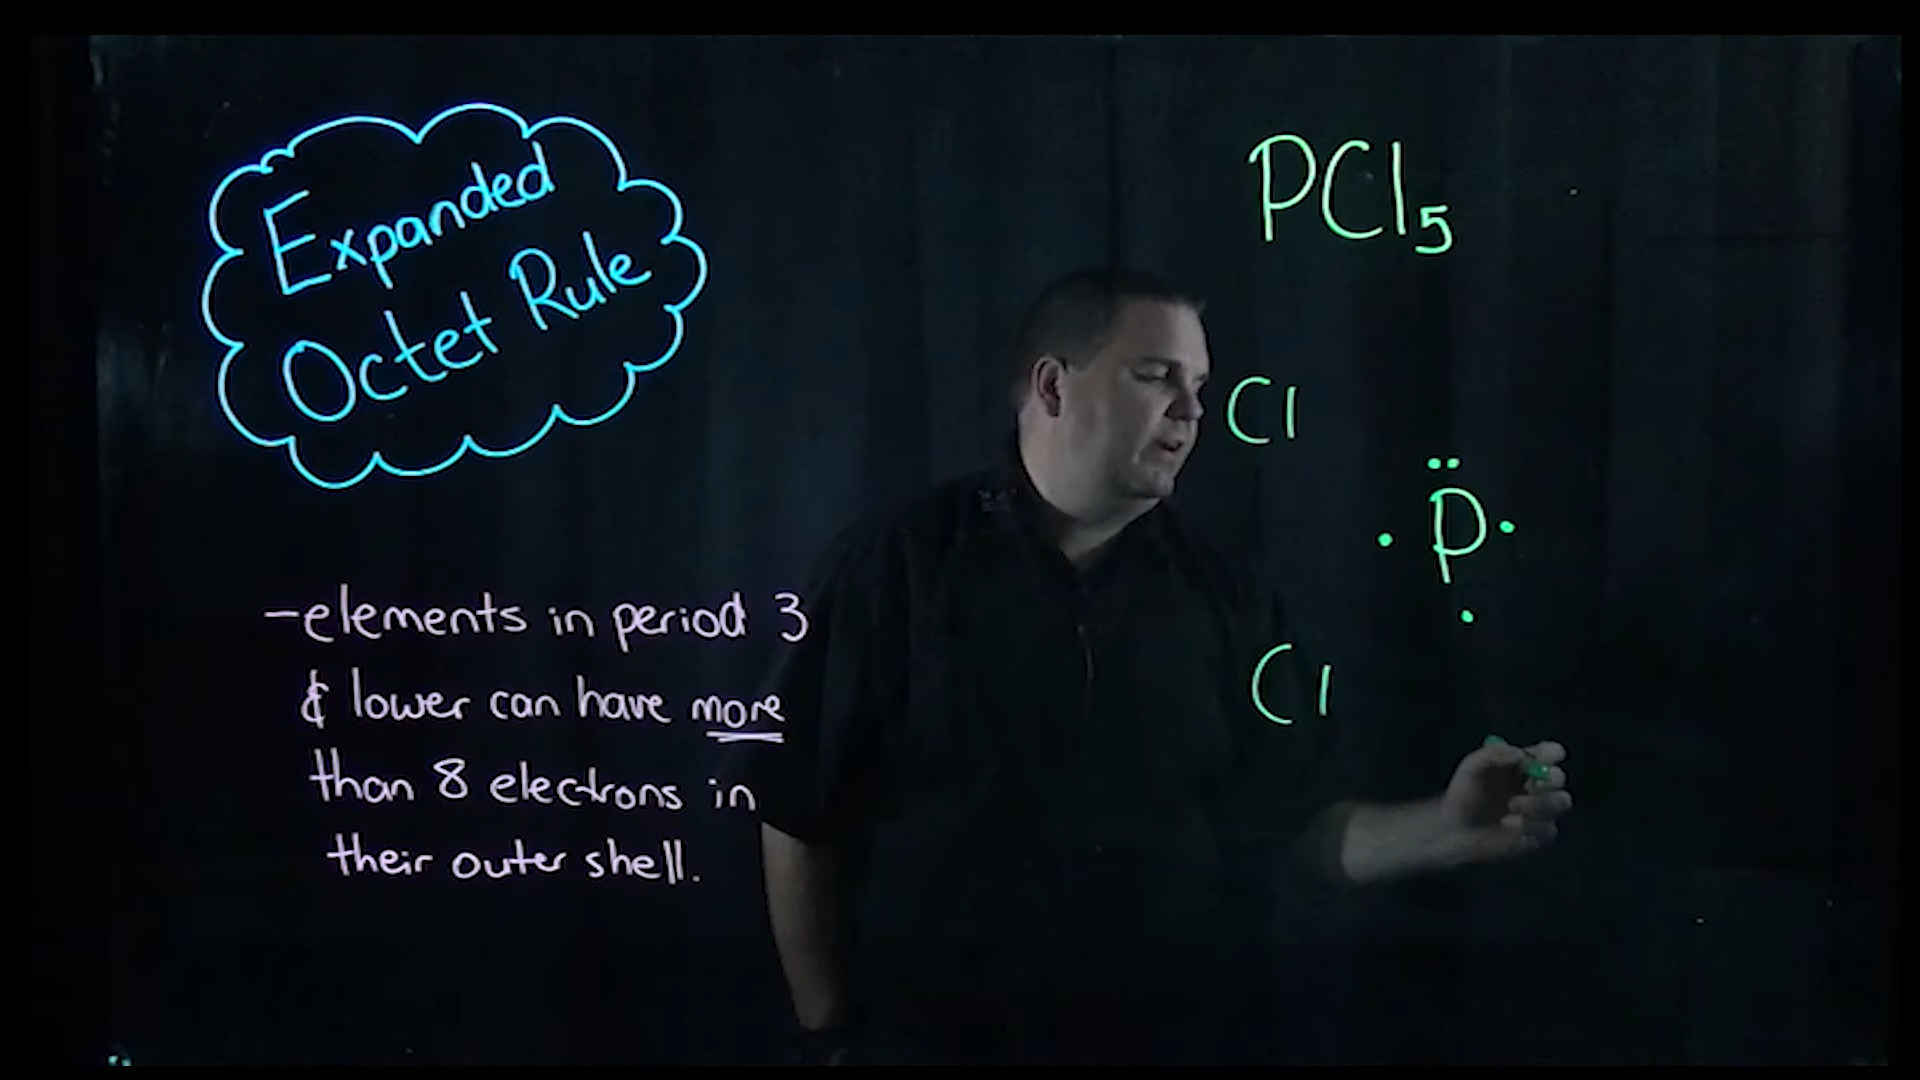 Expanded
Octet Rule
-elements in period 3
& lower can have more
than 8 electrons in
their outer shell.
PCl5
Cl
P
Cl